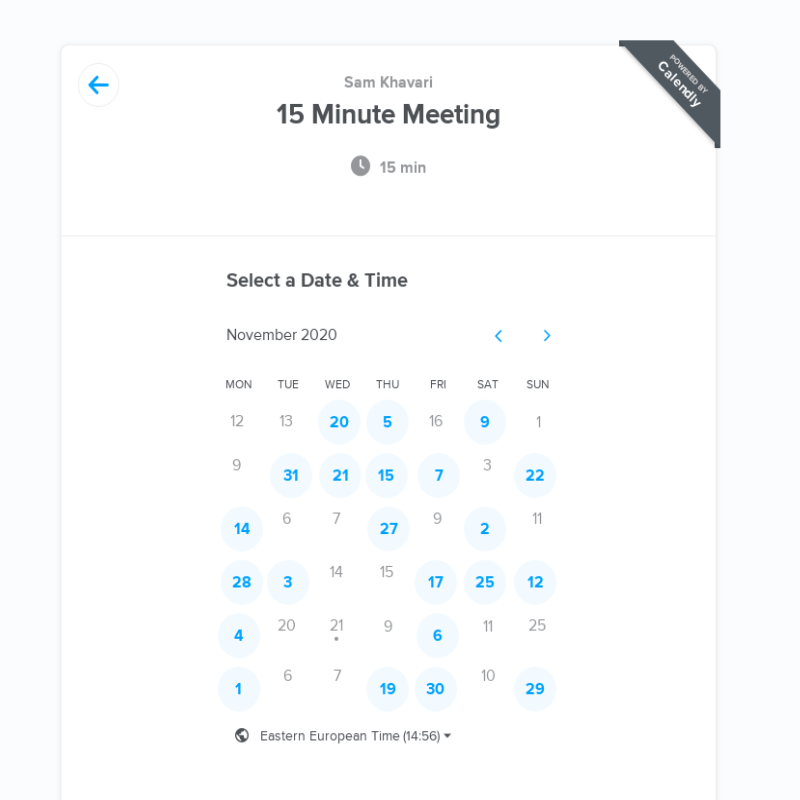 POWERED BY
Calendly
Sam Khavari
15 Minute Meeting
15 min
Select a Date & Time
November 2020
MON TUE WED THU FRI SAT SUN
12 13 20 5 16 9 1
9 31 21 15 7 3 22
14 6 7 27 9 2 11
28 3 14 15 17 25 12
4 20 21 9 6 11 25
1 6 7 19 30 10 29
Eastern European Time (14:56)